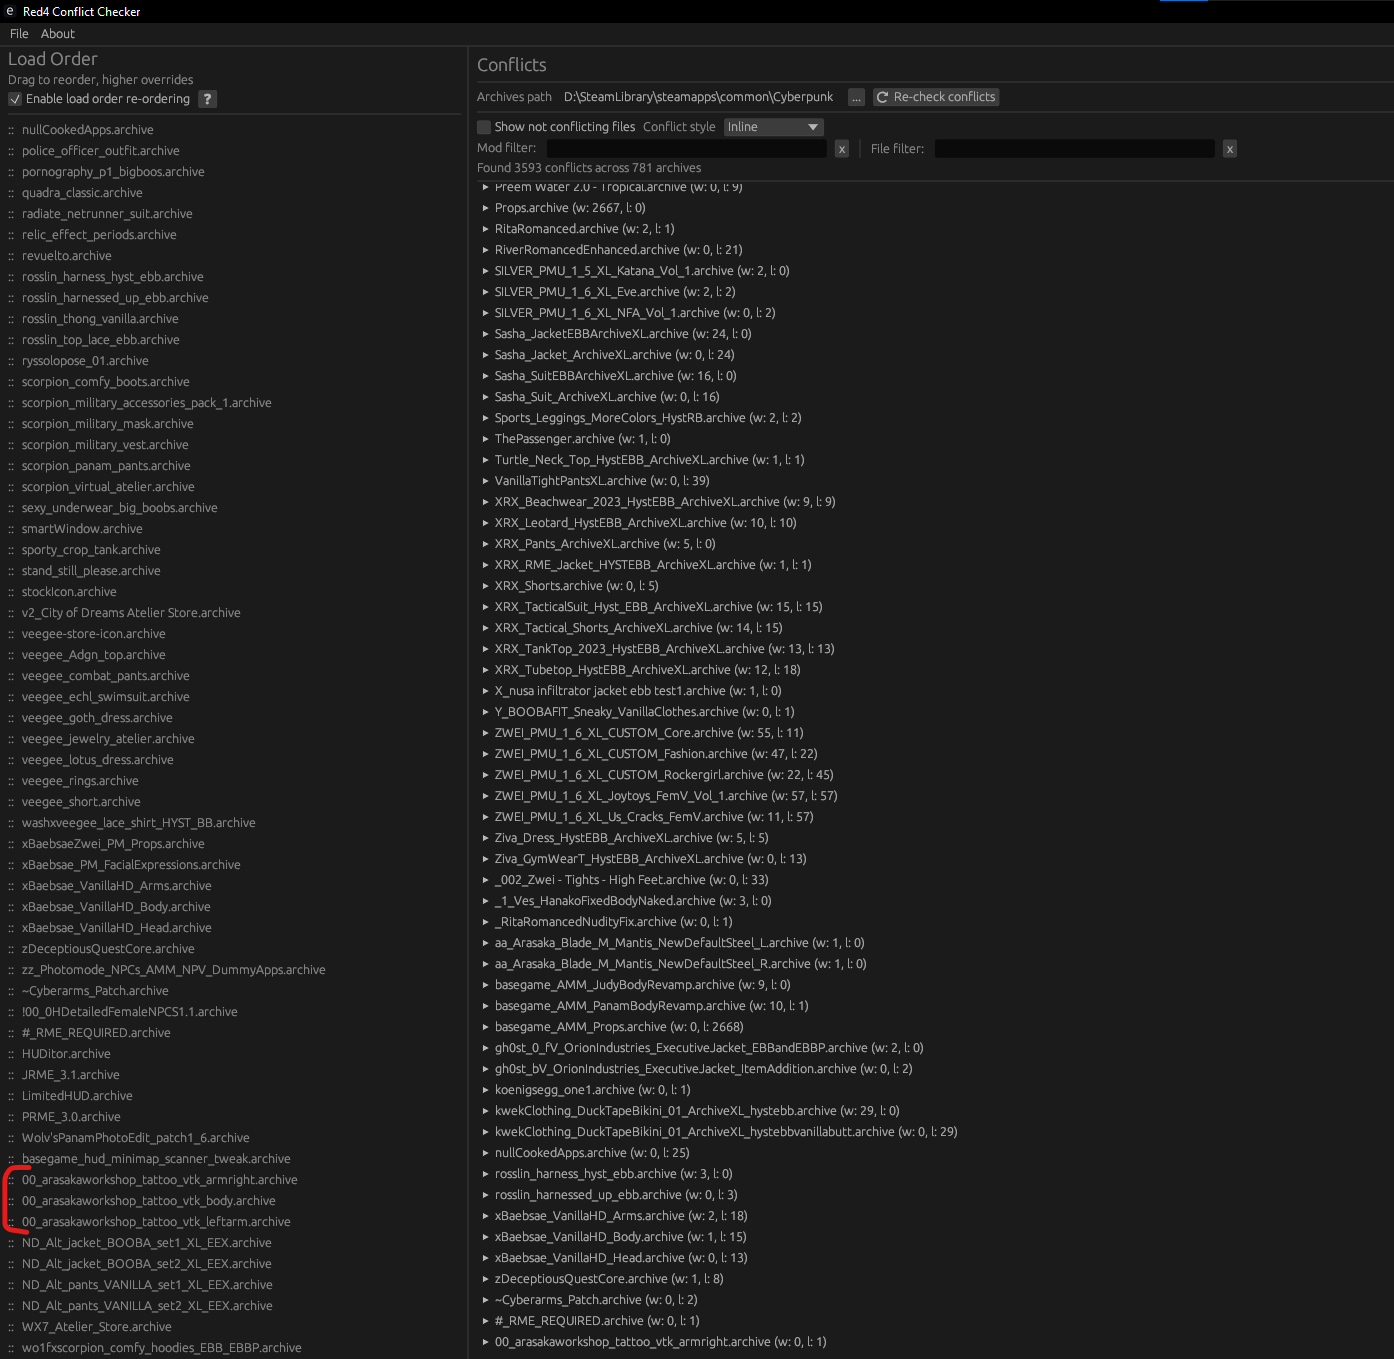 Red4 Conflict Checker
File About
Load Order
Drag to reorder, higher overrides
Enable load order re-ordering ?
:: nullCookedApps.archive
:: police_officer_outfit.archive
:: pornography_p1_bigboos.archive
:: quadra_classic.archive
:: radiate_netrunner_suit.archive
:: relic_effect_periods.archive
:: revuelto.archive
:: rosslin_harness_hyst_ebb.archive
:: rosslin_harnessed_up_ebb.archive
:: rosslin_thong_vanilla.archive
:: rosslin_top_lace_ebb.archive
:: ryssolopose_01.archive
:: scorpion_comfy_boots.archive
:: scorpion_military_accessories_pack_1.archive
:: scorpion_military_mask.archive
:: scorpion_military_vest.archive
:: scorpion_panam_pants.archive
:: scorpion_virtual_atelier.archive
:: sexy_underwear_big_boobs.archive
:: smartWindow.archive
:: sporty_crop_tank.archive
:: stand_still_please.archive
:: stockIcon.archive
:: v2_City of Dreams Atelier Store.archive
:: veegee-store-icon.archive
:: veegee_Adgn_top.archive
:: veegee_combat_pants.archive
:: veegee_echl_swimsuit.archive
:: veegee_goth_dress.archive
:: veegee_jewelry_atelier.archive
:: veegee_lotus_dress.archive
:: veegee_rings.archive
:: veegee_short.archive
:: washxveegee_lace_shirt_HYST_BB.archive
:: xBaebsaeZwei_PM_Props.archive
:: xBaebsae_PM_FacialExpressions.archive
:: xBaebsae_VanillaHD_Arms.archive
:: xBaebsae_VanillaHD_Body.archive
:: xBaebsae_VanillaHD_Head.archive
:: zDeceptiousQuestCore.archive
:: zz_Photomode_NPCs_AMM_NPV_DummyApps.archive
:: ~Cyberarms_Patch.archive
:: !00_0HDetailedFemaleNPCS1.1.archive
:: #_RME_REQUIRED.archive
:: HUDitor.archive
:: JRME_3.1.archive
:: LimitedHUD.archive
:: PRME_3.0.archive
:: Wolv'sPanamPhotoEdit_patch1_6.archive
:: basegame_hud_minimap_scanner_tweak.archive
:: 00_arasakaworkshop_tattoo_vtk_armright.archive
:: 00_arasakaworkshop_tattoo_vtk_body.archive
:: 00_arasakaworkshop_tattoo_vtk_leftarm.archive
:: ND_Alt_jacket_BOOBA_set1_XL_EEX.archive
:: ND_Alt_jacket_BOOBA_set2_XL_EEX.archive
:: ND_Alt_pants_VANILLA_set1_XL_EEX.archive
:: ND_Alt_pants_VANILLA_set2_XL_EEX.archive
:: WX7_Atelier_Store.archive
:: wo1fxscorpion_comfy_hoodies_EBB_EBBP.archive
Conflicts
Archives path D:\SteamLibrary\steamapps\common\Cyberpunk ... Re-check conflicts
Show not conflicting files Conflict style Inline
Mod filter: x File filter: x
Found 3593 conflicts across 781 archives
Preem Water 2.0 - Tropical.archive (w: 0, l: 9)
Props.archive (w: 2667, l: 0)
RitaRomanced.archive (w: 2, l: 1)
RiverRomancedEnhanced.archive (w: 0, l: 21)
SILVER_PMU_1_5_XL_Katana_Vol_1.archive (w: 2, l: 0)
SILVER_PMU_1_6_XL_Eve.archive (w: 2, l: 2)
SILVER_PMU_1_6_XL_NFA_Vol_1.archive (w: 0, l: 2)
Sasha_JacketEBBArchiveXL.archive (w: 24, l: 0)
Sasha_Jacket_ArchiveXL.archive (w: 0, l: 24)
Sasha_SuitEBBArchiveXL.archive (w: 16, l: 0)
Sasha_Suit_ArchiveXL.archive (w: 0, l: 16)
Sports_Leggings_MoreColors_HystRB.archive (w: 2, l: 2)
ThePassenger.archive (w: 1, l: 0)
Turtle_Neck_Top_HystEBB_ArchiveXL.archive (w: 1, l: 1)
VanillaTightPantsXL.archive (w: 0, l: 39)
XRX_Beachwear_2023_HystEBB_ArchiveXL.archive (w: 9, l: 9)
XRX_Leotard_HystEBB_ArchiveXL.archive (w: 10, l: 10)
XRX_Pants_ArchiveXL.archive (w: 5, l: 0)
XRX_RME_Jacket_HYSTEBB_ArchiveXL.archive (w: 1, l: 1)
XRX_Shorts.archive (w: 0, l: 5)
XRX_TacticalSuit_Hyst_EBB_ArchiveXL.archive (w: 15, l: 15)
XRX_Tactical_Shorts_ArchiveXL.archive (w: 14, l: 15)
XRX_TankTop_2023_HystEBB_ArchiveXL.archive (w: 13, l: 13)
XRX_Tubetop_HystEBB_ArchiveXL.archive (w: 12, l: 18)
X_nusa infiltrator jacket ebb test1.archive (w: 1, l: 0)
Y_BOOBAFIT_Sneaky_VanillaClothes.archive (w: 0, l: 1)
ZWEI_PMU_1_6_XL_CUSTOM_Core.archive (w: 55, l: 11)
ZWEI_PMU_1_6_XL_CUSTOM_Fashion.archive (w: 47, l: 22)
ZWEI_PMU_1_6_XL_CUSTOM_Rockergirl.archive (w: 22, l: 45)
ZWEI_PMU_1_6_XL_Joytoys_FemV_Vol_1.archive (w: 57, l: 57)
ZWEI_PMU_1_6_XL_Us_Cracks_FemV.archive (w: 11, l: 57)
Ziva_Dress_HystEBB_ArchiveXL.archive (w: 5, l: 5)
Ziva_GymWearT_HystEBB_ArchiveXL.archive (w: 0, l: 13)
_002_Zwei - Tights - High Feet.archive (w: 0, l: 33)
_1_Ves_HanakoFixedBodyNaked.archive (w: 3, l: 0)
_RitaRomancedNudityFix.archive (w: 0, l: 1)
aa_Arasaka_Blade_M_Mantis_NewDefaultSteel_L.archive (w: 1, l: 0)
aa_Arasaka_Blade_M_Mantis_NewDefaultSteel_R.archive (w: 1, l: 0)
basegame_AMM_JudyBodyRevamp.archive (w: 9, l: 0)
basegame_AMM_PanamBodyRevamp.archive (w: 10, l: 1)
basegame_AMM_Props.archive (w: 0, l: 2668)
gh0st_0_fV_OrionIndustries_ExecutiveJacket_EBBandEBBP.archive (w: 2, l: 0)
gh0st_bV_OrionIndustries_ExecutiveJacket_ItemAddition.archive (w: 0, l: 2)
koenigsegg_one1.archive (w: 0, l: 1)
kwekClothing_DuckTapeBikini_01_ArchiveXL_hystebb.archive (w: 29, l: 0)
kwekClothing_DuckTapeBikini_01_ArchiveXL_hystebbvanillabutt.archive (w: 0, l: 29)
nullCookedApps.archive (w: 0, l: 25)
rosslin_harness_hyst_ebb.archive (w: 3, l: 0)
rosslin_harnessed_up_ebb.archive (w: 0, l: 3)
xBaebsae_VanillaHD_Arms.archive (w: 2, l: 18)
xBaebsae_VanillaHD_Body.archive (w: 1, l: 15)
xBaebsae_VanillaHD_Head.archive (w: 0, l: 13)
zDeceptiousQuestCore.archive (w: 1, l: 8)
~Cyberarms_Patch.archive (w: 0, l: 2)
#_RME_REQUIRED.archive (w: 0, l: 1)
00_arasakaworkshop_tattoo_vtk_armright.archive (w: 0, l: 1)